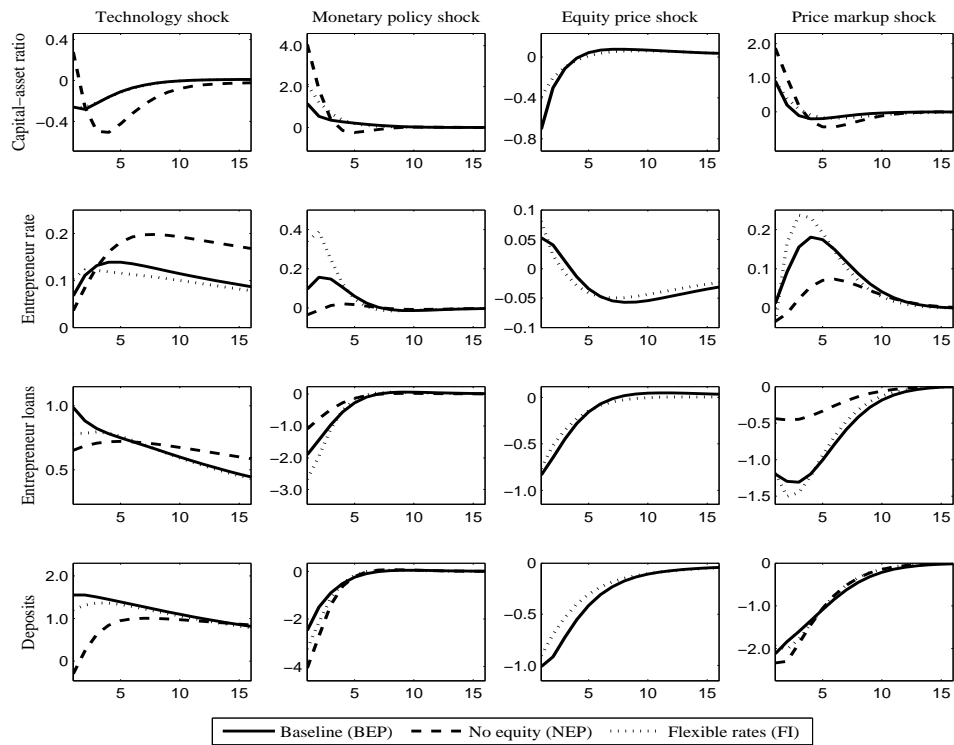 Technology shock Monetary policy shock Equity price shock Price markup shock
Capital−asset ratio
0.4
0
−0.4
5 10 15
4.0
2.0
0
5 10 15
0
−0.4
−0.8
5 10 15
2.0
1.0
0
5 10 15
Entrepreneur rate
0.2
0.1
0
5 10 15
0.4
0.2
0
5 10 15
0.1
0.05
0
−0.05
−0.1
5 10 15
0.2
0.1
0
5 10 15
Entrepreneur loans
1.0
0.5
5 10 15
0
−1.0
−2.0
−3.0
5 10 15
0
−0.5
−1.0
5 10 15
0
−0.5
−1.0
−1.5
5 10 15
Deposits
2.0
1.0
0
5 10 15
0
−2
−4
5 10 15
0
−0.5
−1.0
5 10 15
0
−1.0
−2.0
5 10 15
Baseline (BEP) No equity (NEP) Flexible rates (FI)